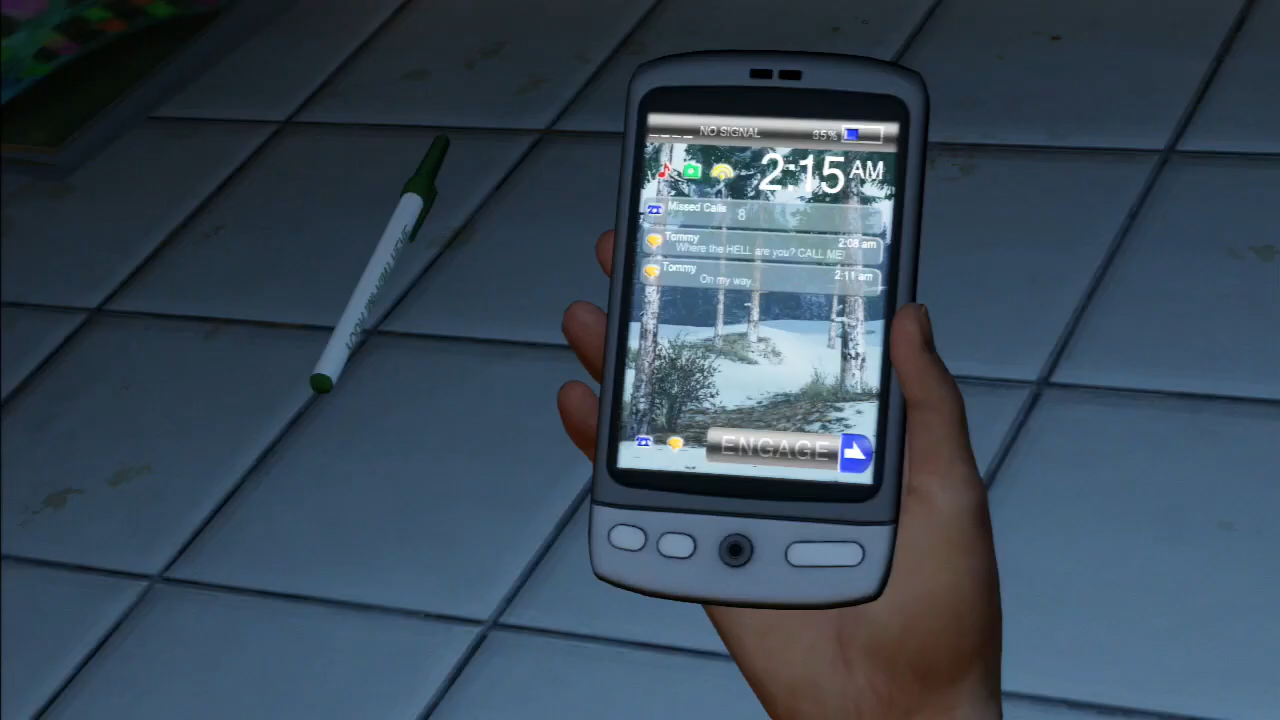 NO SIGNAL 35%
2:15 AM
Missed Calls
8
Tommy 2:08 am
Where the HELL are you? CALL ME!
Tommy 2:11 am
On my way
ENGAGE